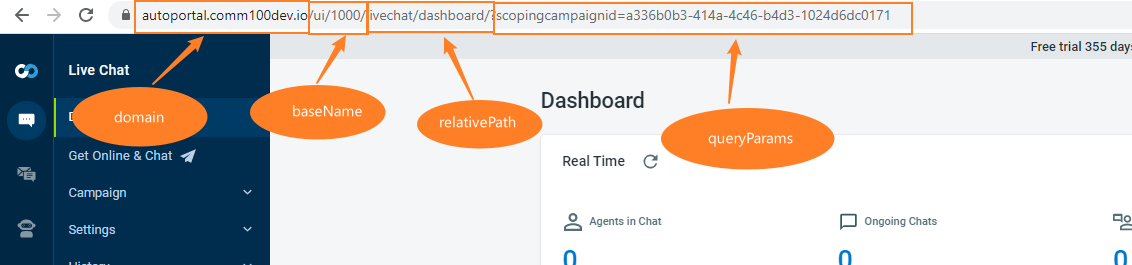 autoportal.comm100dev.io/ui/1000/livechat/dashboard/?scopingcampaignid=a336b0b3-414a-4c46-b4d3-1024d6dc0171
Free trial 355 days
Live Chat
domain
baseName
relativePath
queryParams
Dashboard
Get Online & Chat
Real Time
Campaign
Settings
Agents in Chat
Ongoing Chats
History
0
0
0